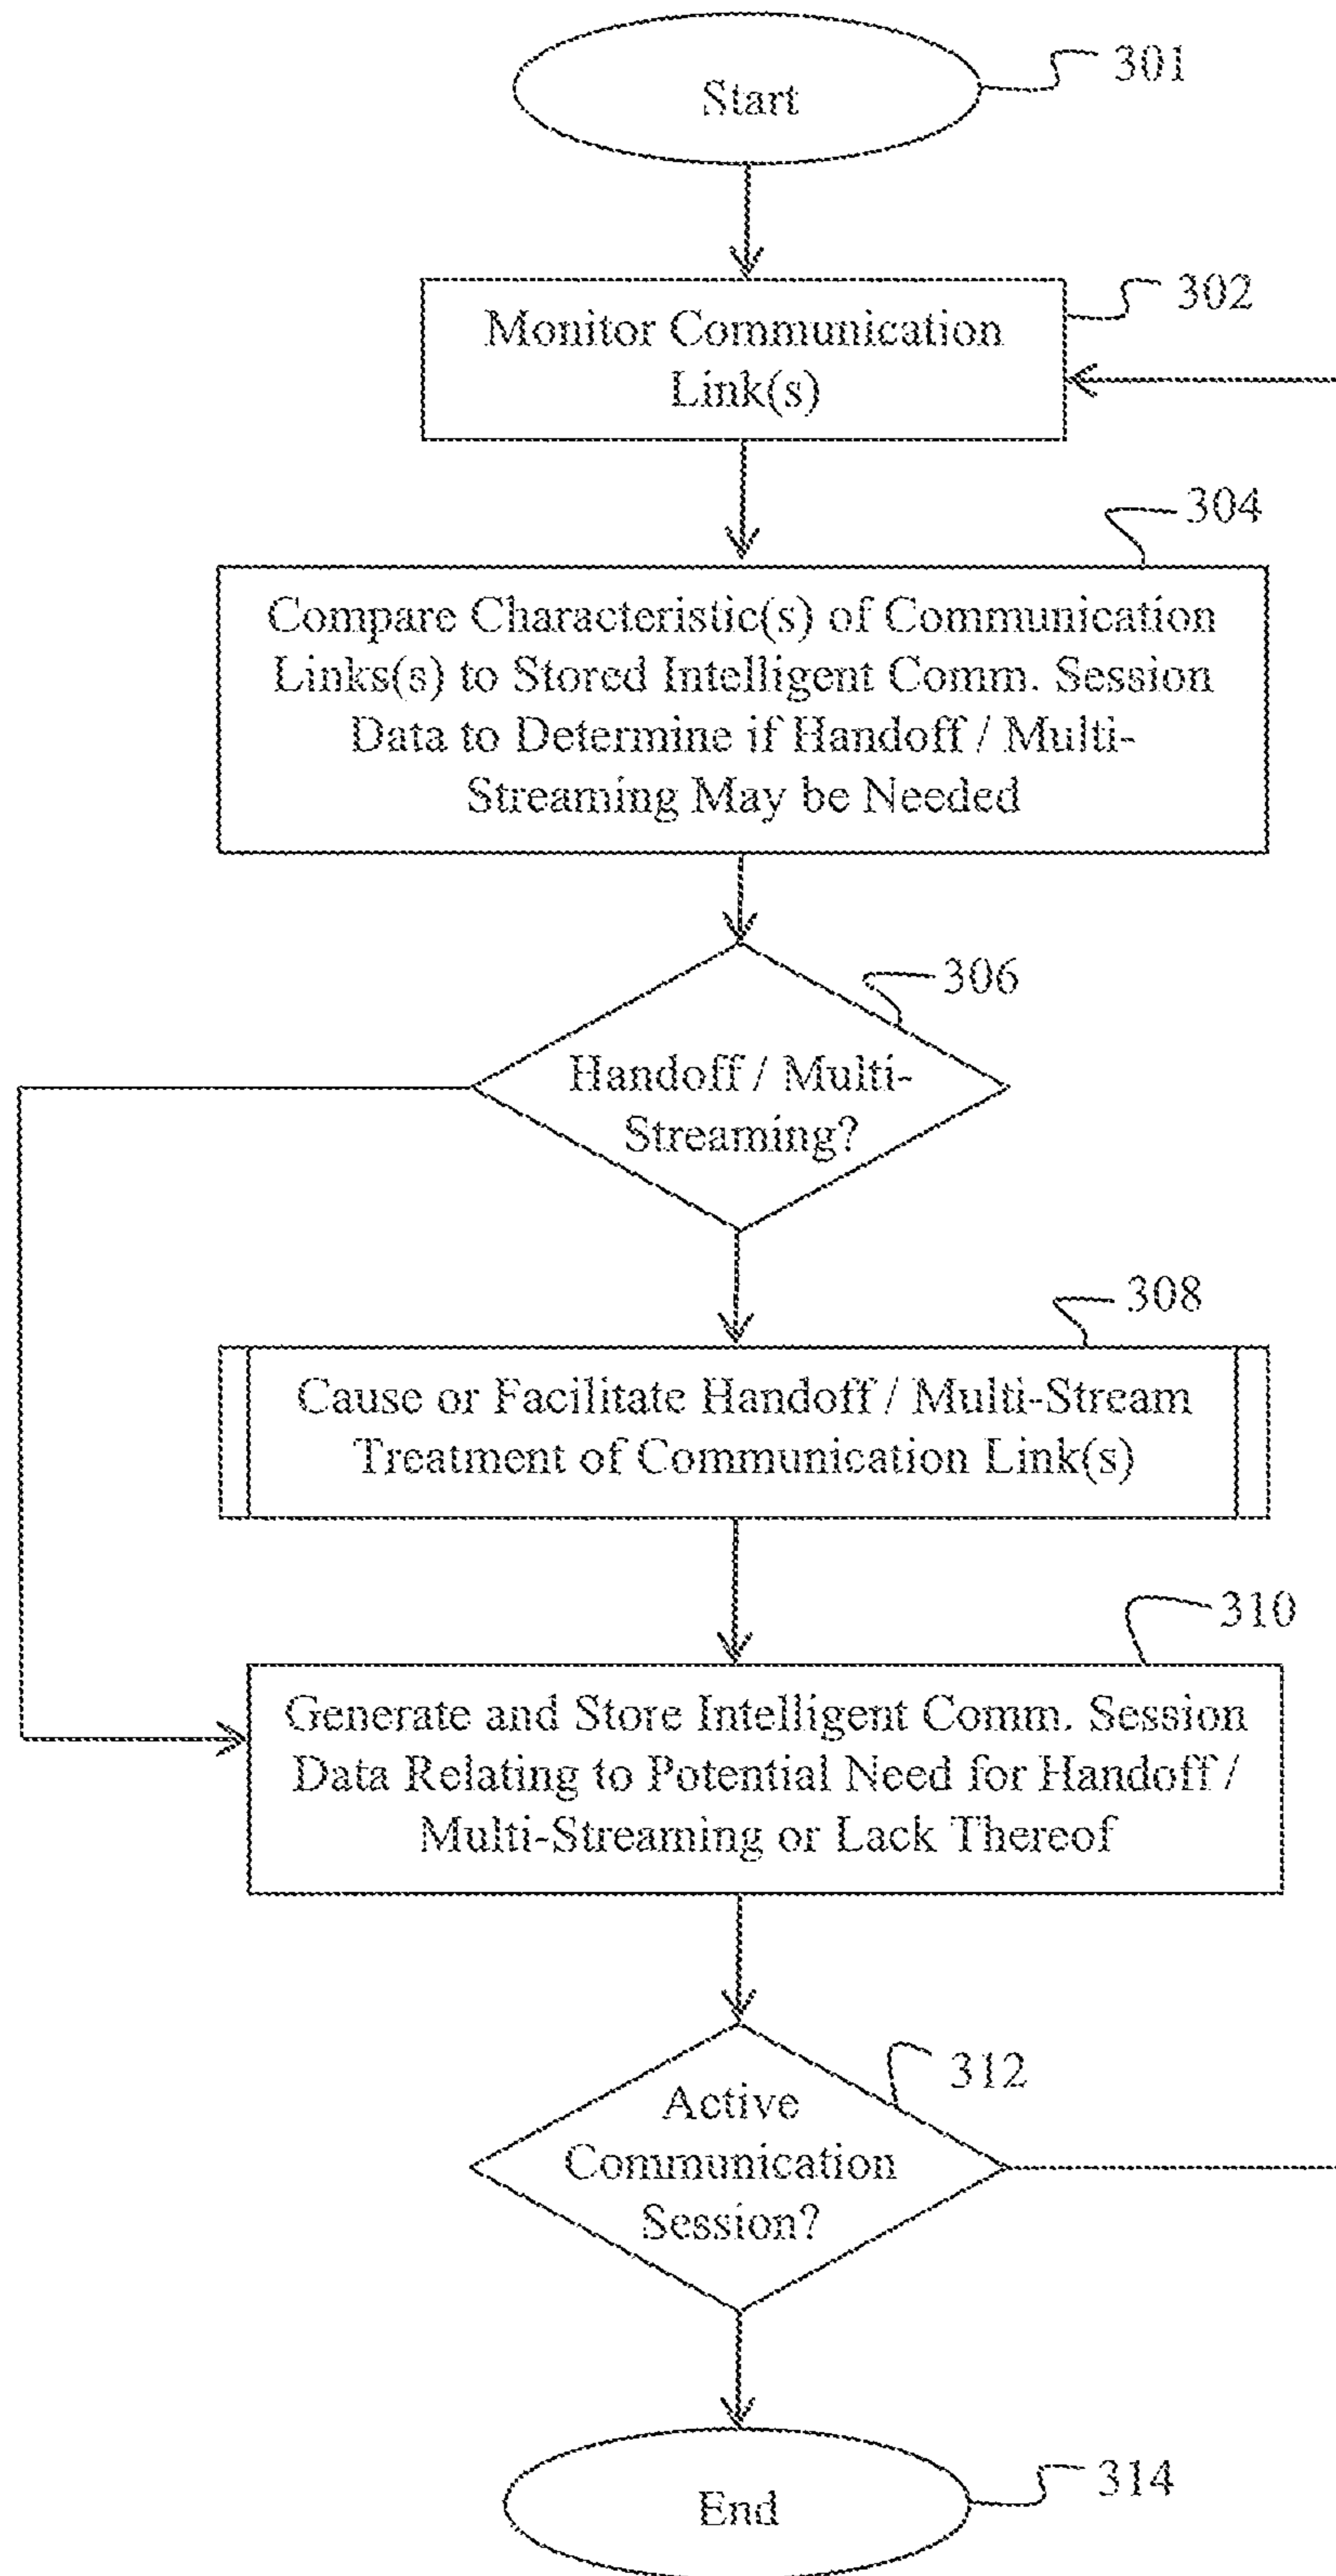 Start
301
Monitor Communication
Link(s)
302
304
Compare Characteristic(s) of Communication
Links(s) to Stored Intelligent Comm. Session
Data to Determine if Handoff / Multi-
Streaming May be Needed
306
Handoff / Multi-
Streaming?
308
Cause or Facilitate Handoff / Multi-Stream
Treatment of Communication Link(s)
310
Generate and Store Intelligent Comm. Session
Data Relating to Potential Need for Handoff /
Multi-Streaming or Lack Thereof
312
Active
Communication
Session?
End
314